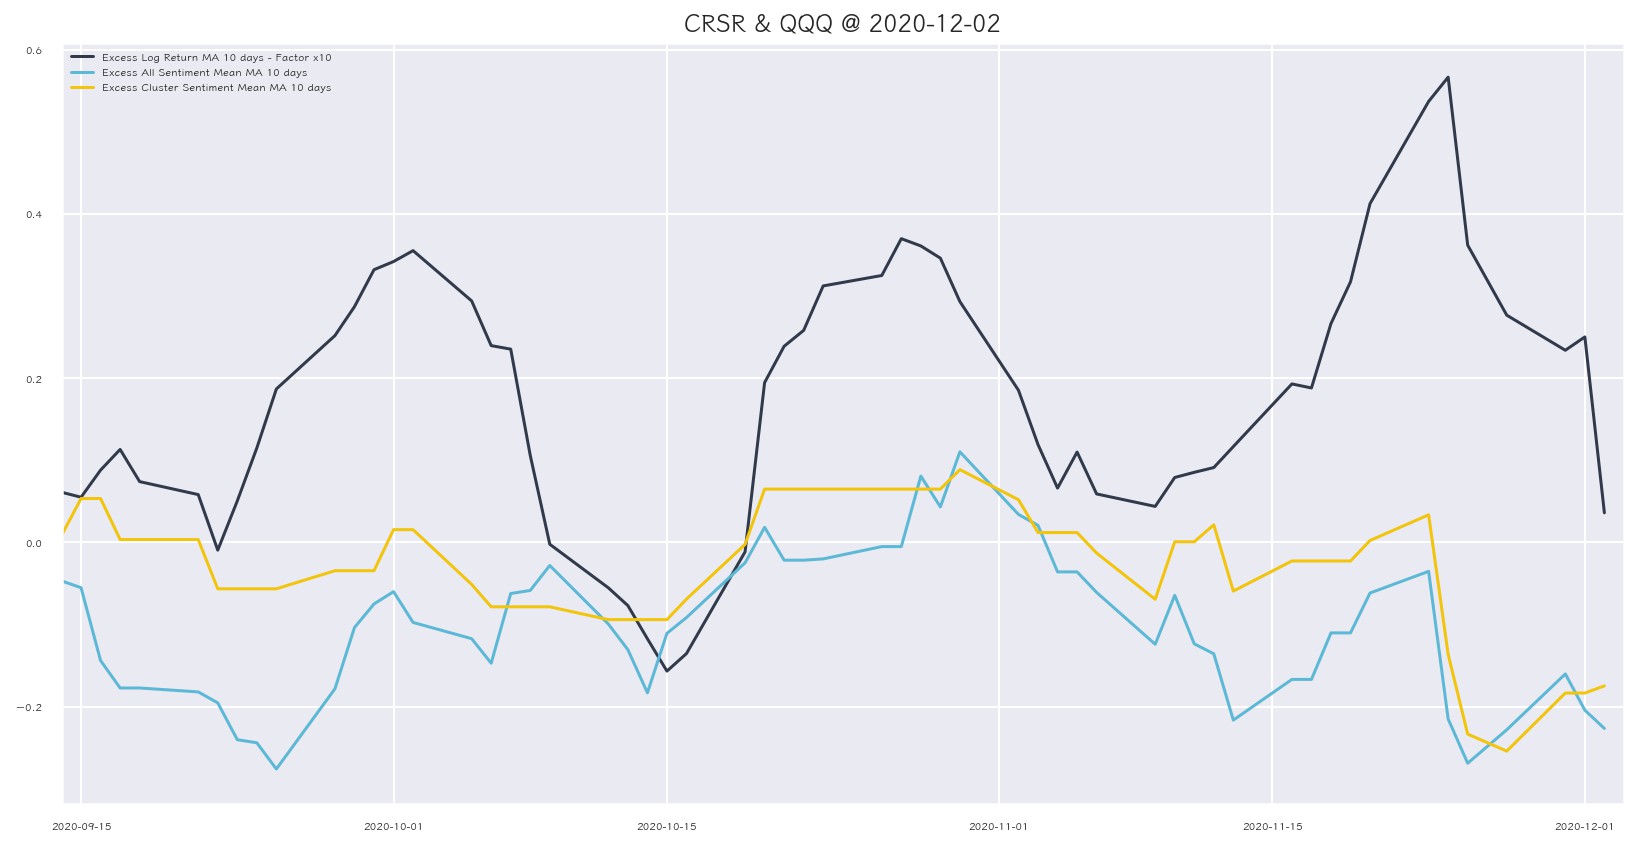 CRSR & QQQ @ 2020-12-02
0.6
Excess Log Return MA 10 days - Factor x10
Excess All Sentiment Mean MA 10 days
Excess Cluster Sentiment Mean MA 10 days
0.4
0.2
0.0
−0.2
2020-09-15 2020-10-01 2020-10-15 2020-11-01 2020-11-15 2020-12-01